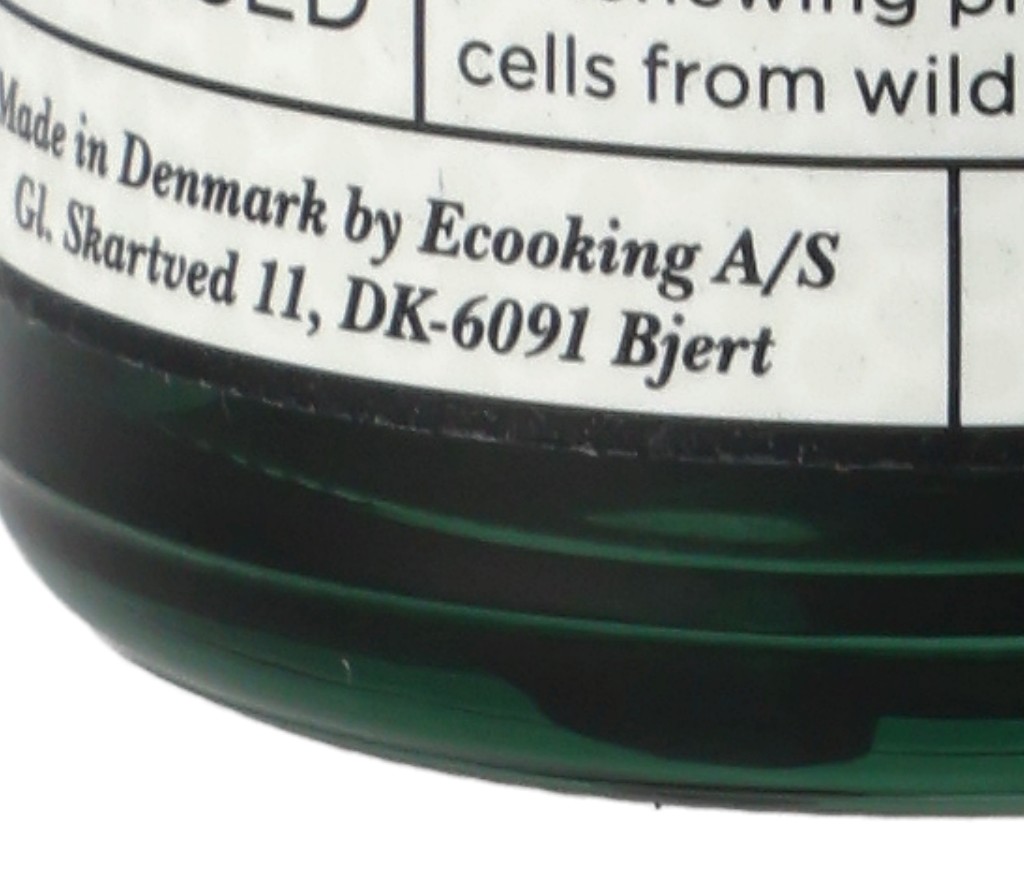 cells from wild
Made in Denmark by Ecooking A/S
Gl. Skartved 11, DK-6091 Bjert